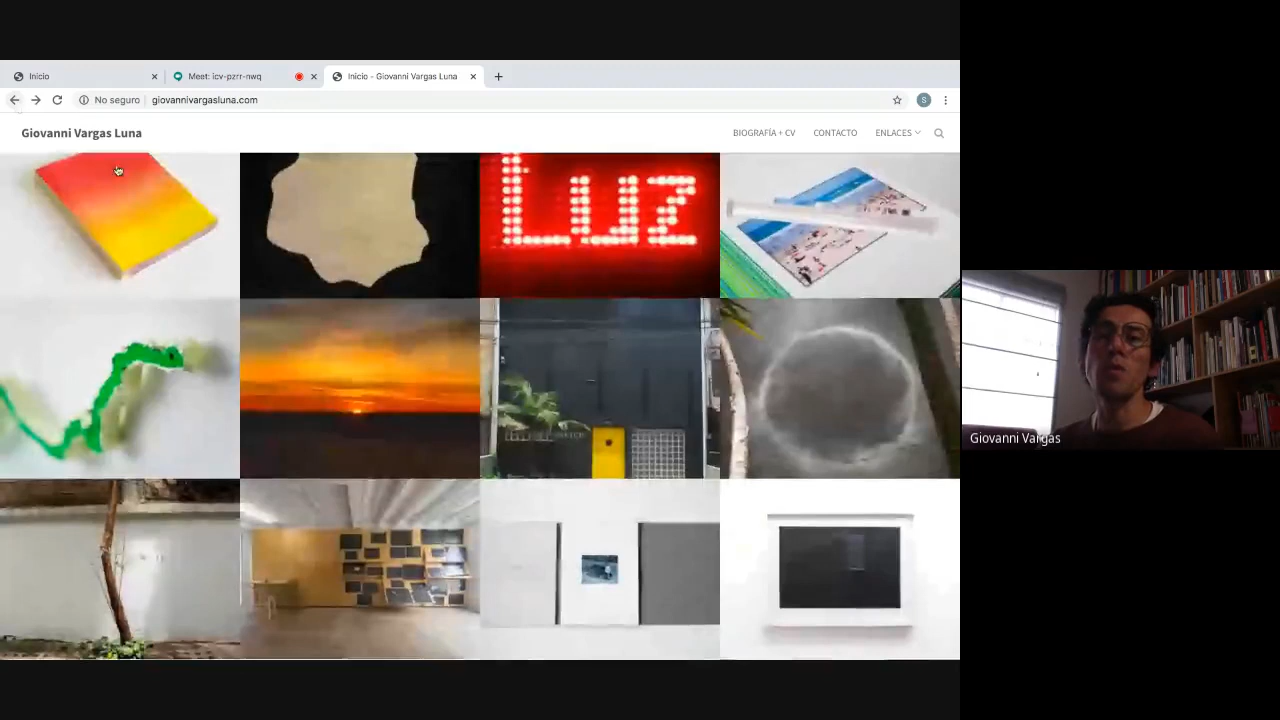 Inicio
Meet: icv-pzrr-nwq
Inicio - Giovanni Vargas Luna
No seguro
giovannivargasluna.com
S
Giovanni Vargas Luna
BIOGRAFÍA + CV
CONTACTO
ENLACES
Luz
Giovanni Vargas